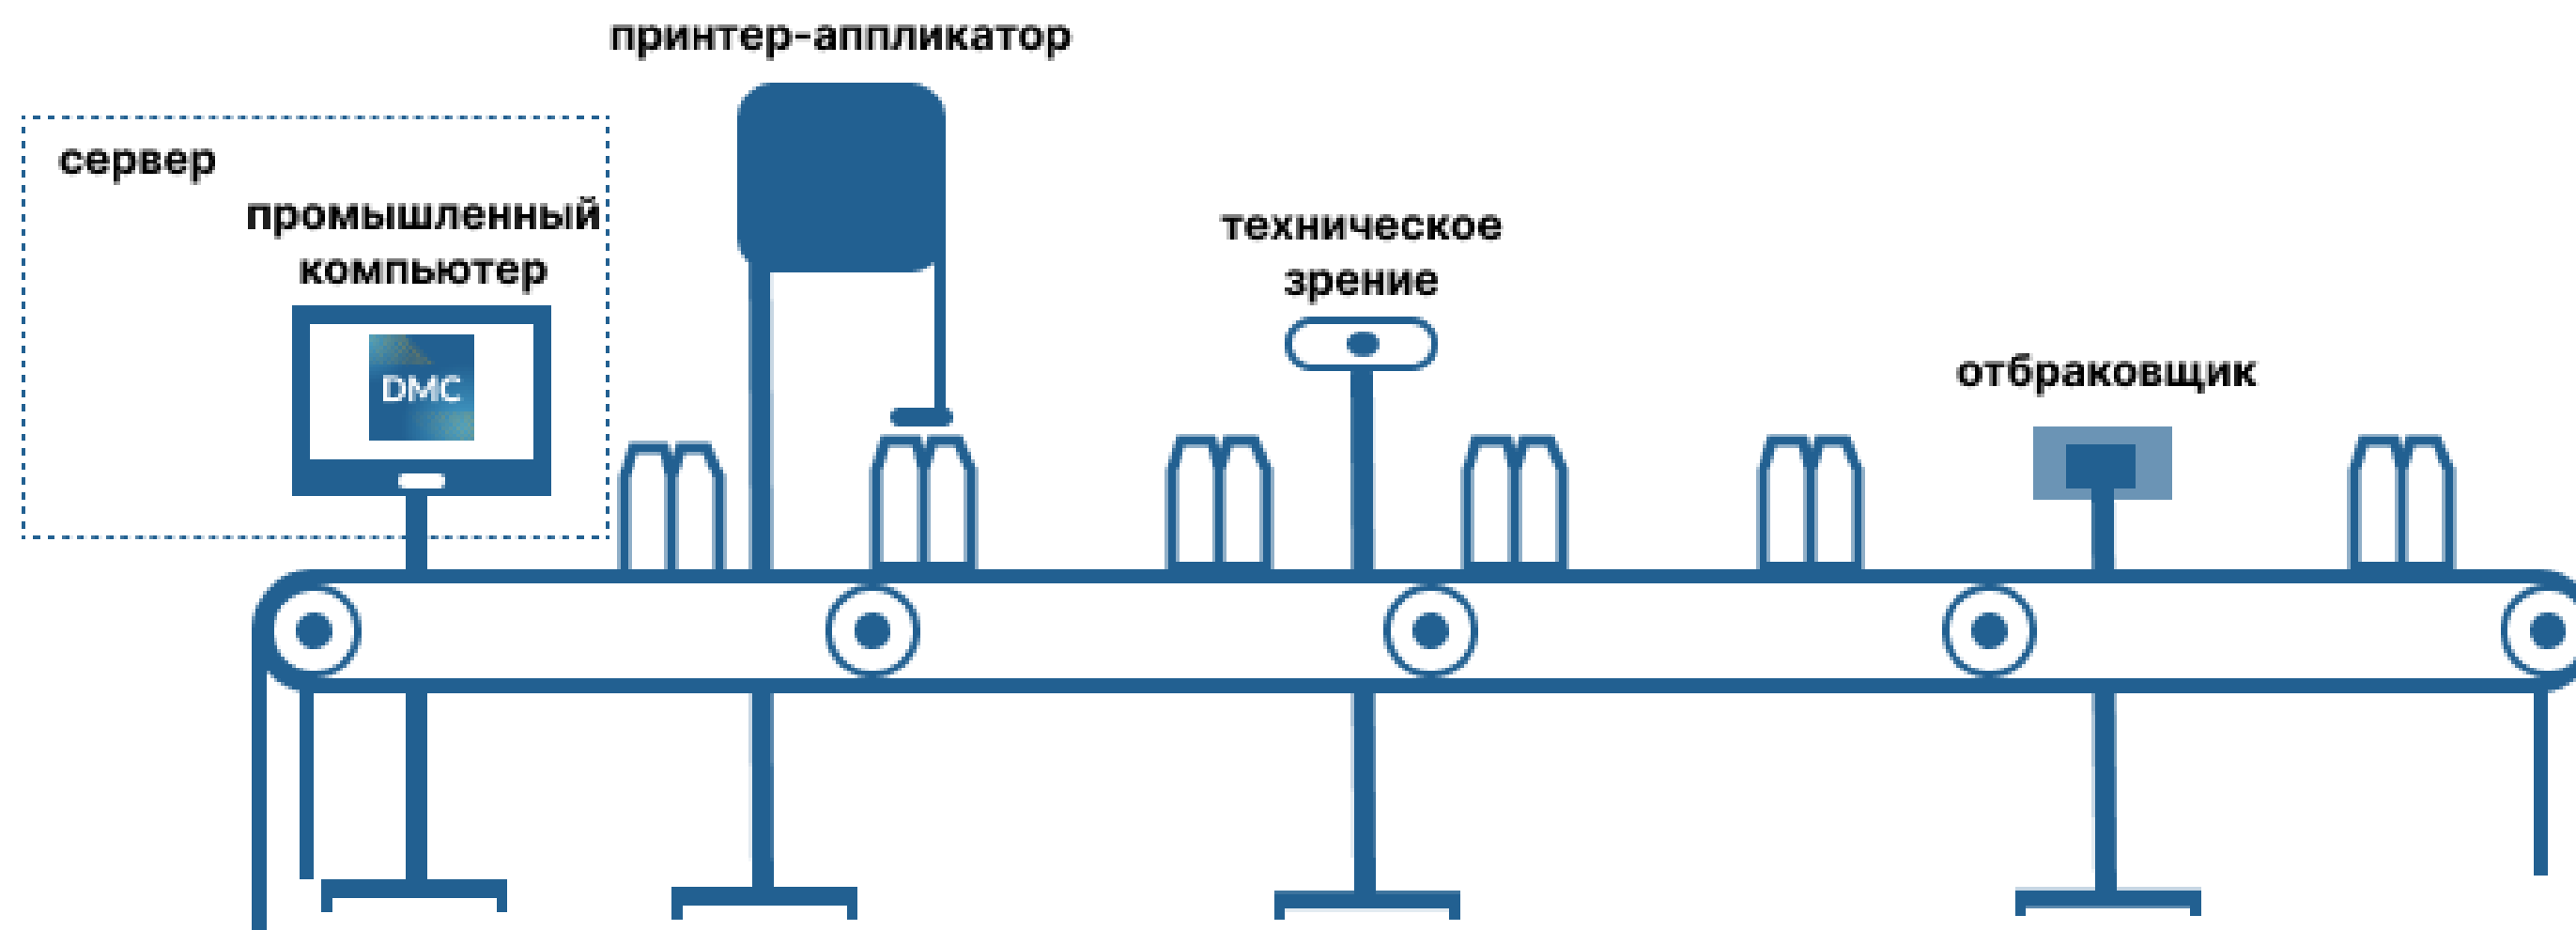 принтер-аппликатор
сервер
промышленный
компьютер
DMC
техническое
зрение
отбраковщик